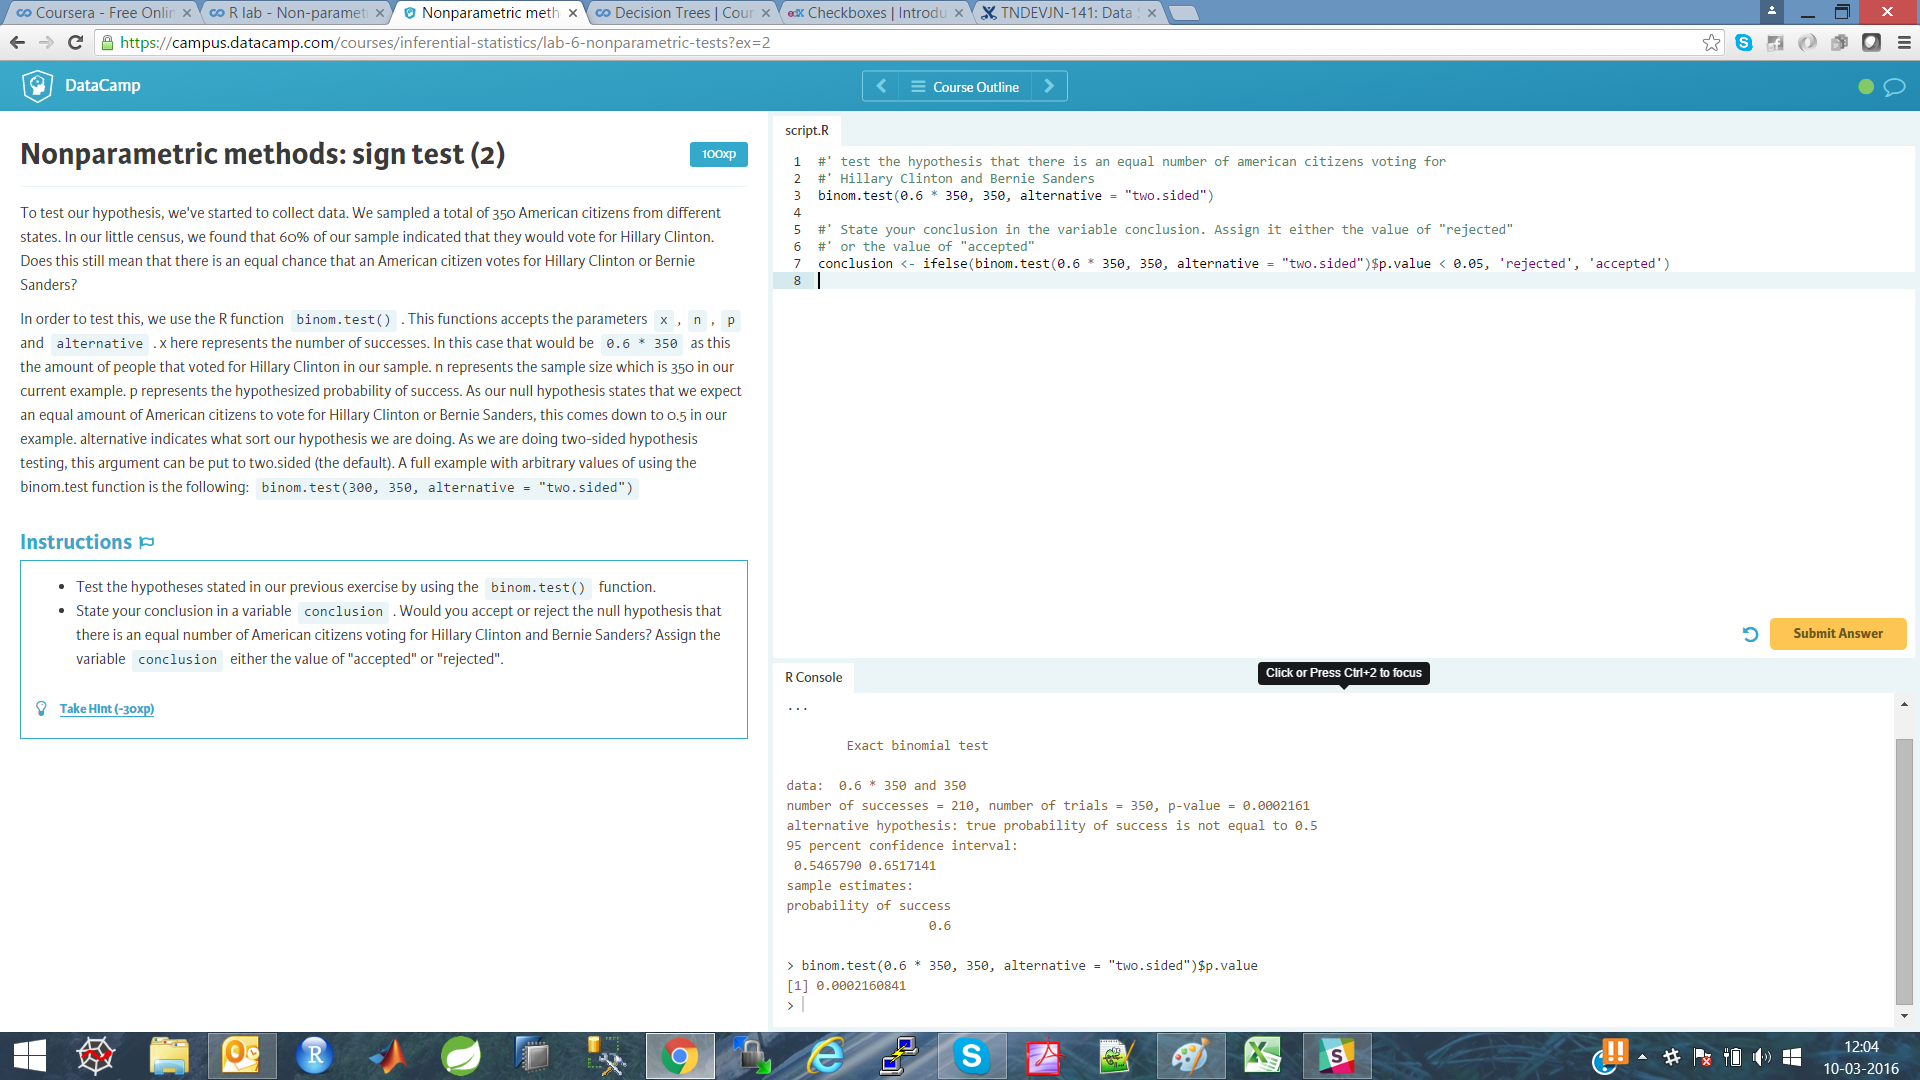 Coursera - Free Onlin
R lab - Non-paramet
Nonparametric meth
Decision Trees | Cour
edX Checkboxes | Introdu
TNDEVJN-141: Data
https://campus.datacamp.com/courses/inferential-statistics/lab-6-nonparametric-tests?ex=2
DataCamp
Course Outline
Nonparametric methods: sign test (2)
100xp
To test our hypothesis, we've started to collect data. We sampled a total of 350 American citizens from different
states. In our little census, we found that 60% of our sample indicated that they would vote for Hillary Clinton.
Does this still mean that there is an equal chance that an American citizen votes for Hillary Clinton or Bernie
Sanders?
In order to test this, we use the R function binom.test() . This functions accepts the parameters x , n , p
and alternative . x here represents the number of successes. In this case that would be 0.6 * 350 as this
the amount of people that voted for Hillary Clinton in our sample. n represents the sample size which is 350 in our
current example. p represents the hypothesized probability of success. As our null hypothesis states that we expect
an equal amount of American citizens to vote for Hillary Clinton or Bernie Sanders, this comes down to 0.5 in our
example. alternative indicates what sort our hypothesis we are doing. As we are doing two-sided hypothesis
testing, this argument can be put to two.sided (the default). A full example with arbitrary values of using the
binom.test function is the following: binom.test(300, 350, alternative = "two.sided")
Instructions
• Test the hypotheses stated in our previous exercise by using the binom.test() function.
• State your conclusion in a variable conclusion . Would you accept or reject the null hypothesis that
there is an equal number of American citizens voting for Hillary Clinton and Bernie Sanders? Assign the
variable conclusion either the value of "accepted" or "rejected".
Take Hint (-30xp)
script.R
1 #' test the hypothesis that there is an equal number of american citizens voting for
2 #' Hillary Clinton and Bernie Sanders
3 binom.test(0.6 * 350, 350, alternative = "two.sided")
4
5 #' State your conclusion in the variable conclusion. Assign it either the value of "rejected"
6 #' or the value of "accepted"
7 conclusion <- ifelse(binom.test(0.6 * 350, 350, alternative = "two.sided")$p.value < 0.05, 'rejected', 'accepted')
8
Submit Answer
Click or Press Ctrl+2 to focus
R Console
...
Exact binomial test
data:  0.6 * 350 and 350
number of successes = 210, number of trials = 350, p-value = 0.0002161
alternative hypothesis: true probability of success is not equal to 0.5
95 percent confidence interval:
0.5465790 0.6517141
sample estimates:
probability of success
0.6
> binom.test(0.6 * 350, 350, alternative = "two.sided")$p.value
[1] 0.0002160841
>
12:04
10-03-2016